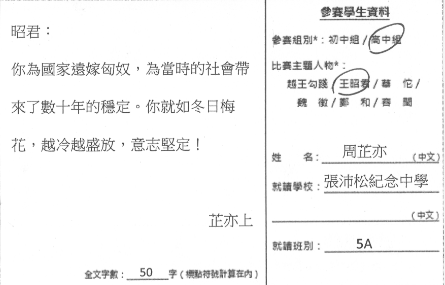 昭君：
你為國家遠嫁匈奴，為當時的社會帶
來了數十年的穩定。你就如冬日梅
花，越冷越盛放，意志堅定！
芷亦上
全文字數： 50 字（標點符號計算在內）
參賽學生資料
參賽組別*：初中組 / 高中組
比賽主題人物*：
越王勾踐 / 王昭君 / 華　佗 /
魏　徵 / 鄭　和 / 容　閎
姓　名： 周芷亦 （中文）
就讀學校： 張沛松紀念中學
（中文）
就讀班別： 5A